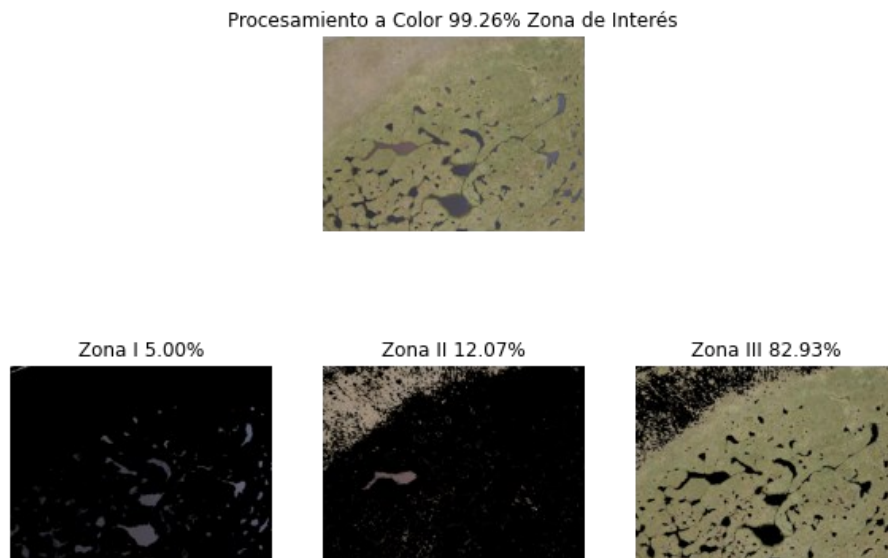 Procesamiento a Color 99.26% Zona de Interés
Zona I 5.00%
Zona II 12.07%
Zona III 82.93%